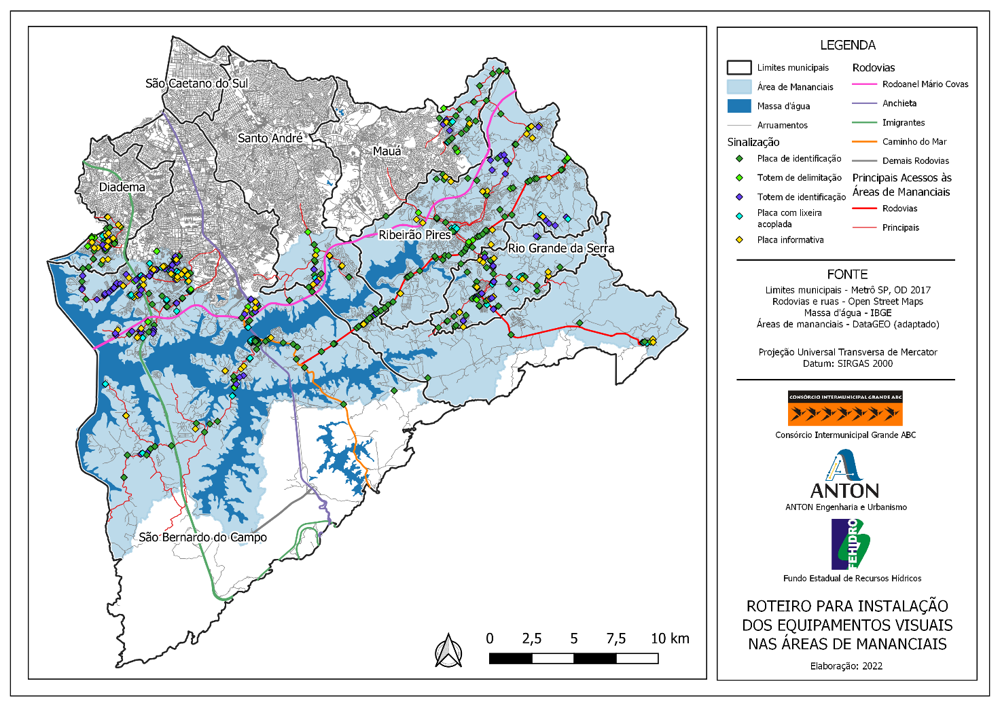 São Caetano do Sul
Santo André
Mauá
Diadema
Ribeirão Pires
Rio Grande da Serra
São Bernardo do Campo
0 2,5 5 7,5 10 km
LEGENDA
Limites municipais
Área de Mananciais
Massa d'água
Arruamentos
Sinalização
Placa de identificação
Totem de delimitação
Totem de identificação
Placa com lixeira
acoplada
Placa informativa
Rodovias
Rodoanel Mário Covas
Anchieta
Imigrantes
Caminho do Mar
Demais Rodovias
Principais Acessos às
Áreas de Mananciais
Rodovias
Principais
FONTE
Limites municipais - Metrô SP, OD 2017
Rodovias e ruas - Open Street Maps
Massa d'água - IBGE
Áreas de mananciais - DataGEO (adaptado)
Projeção Universal Transversa de Mercator
Datum: SIRGAS 2000
CONSÓRCIO INTERMUNICIPAL GRANDE ABC
Consórcio Intermunicipal Grande ABC
ANTON
ANTON Engenharia e Urbanismo
FEHIDRO
Fundo Estadual de Recursos Hídricos
ROTEIRO PARA INSTALAÇÃO
DOS EQUIPAMENTOS VISUAIS
NAS ÁREAS DE MANANCIAIS
Elaboração: 2022